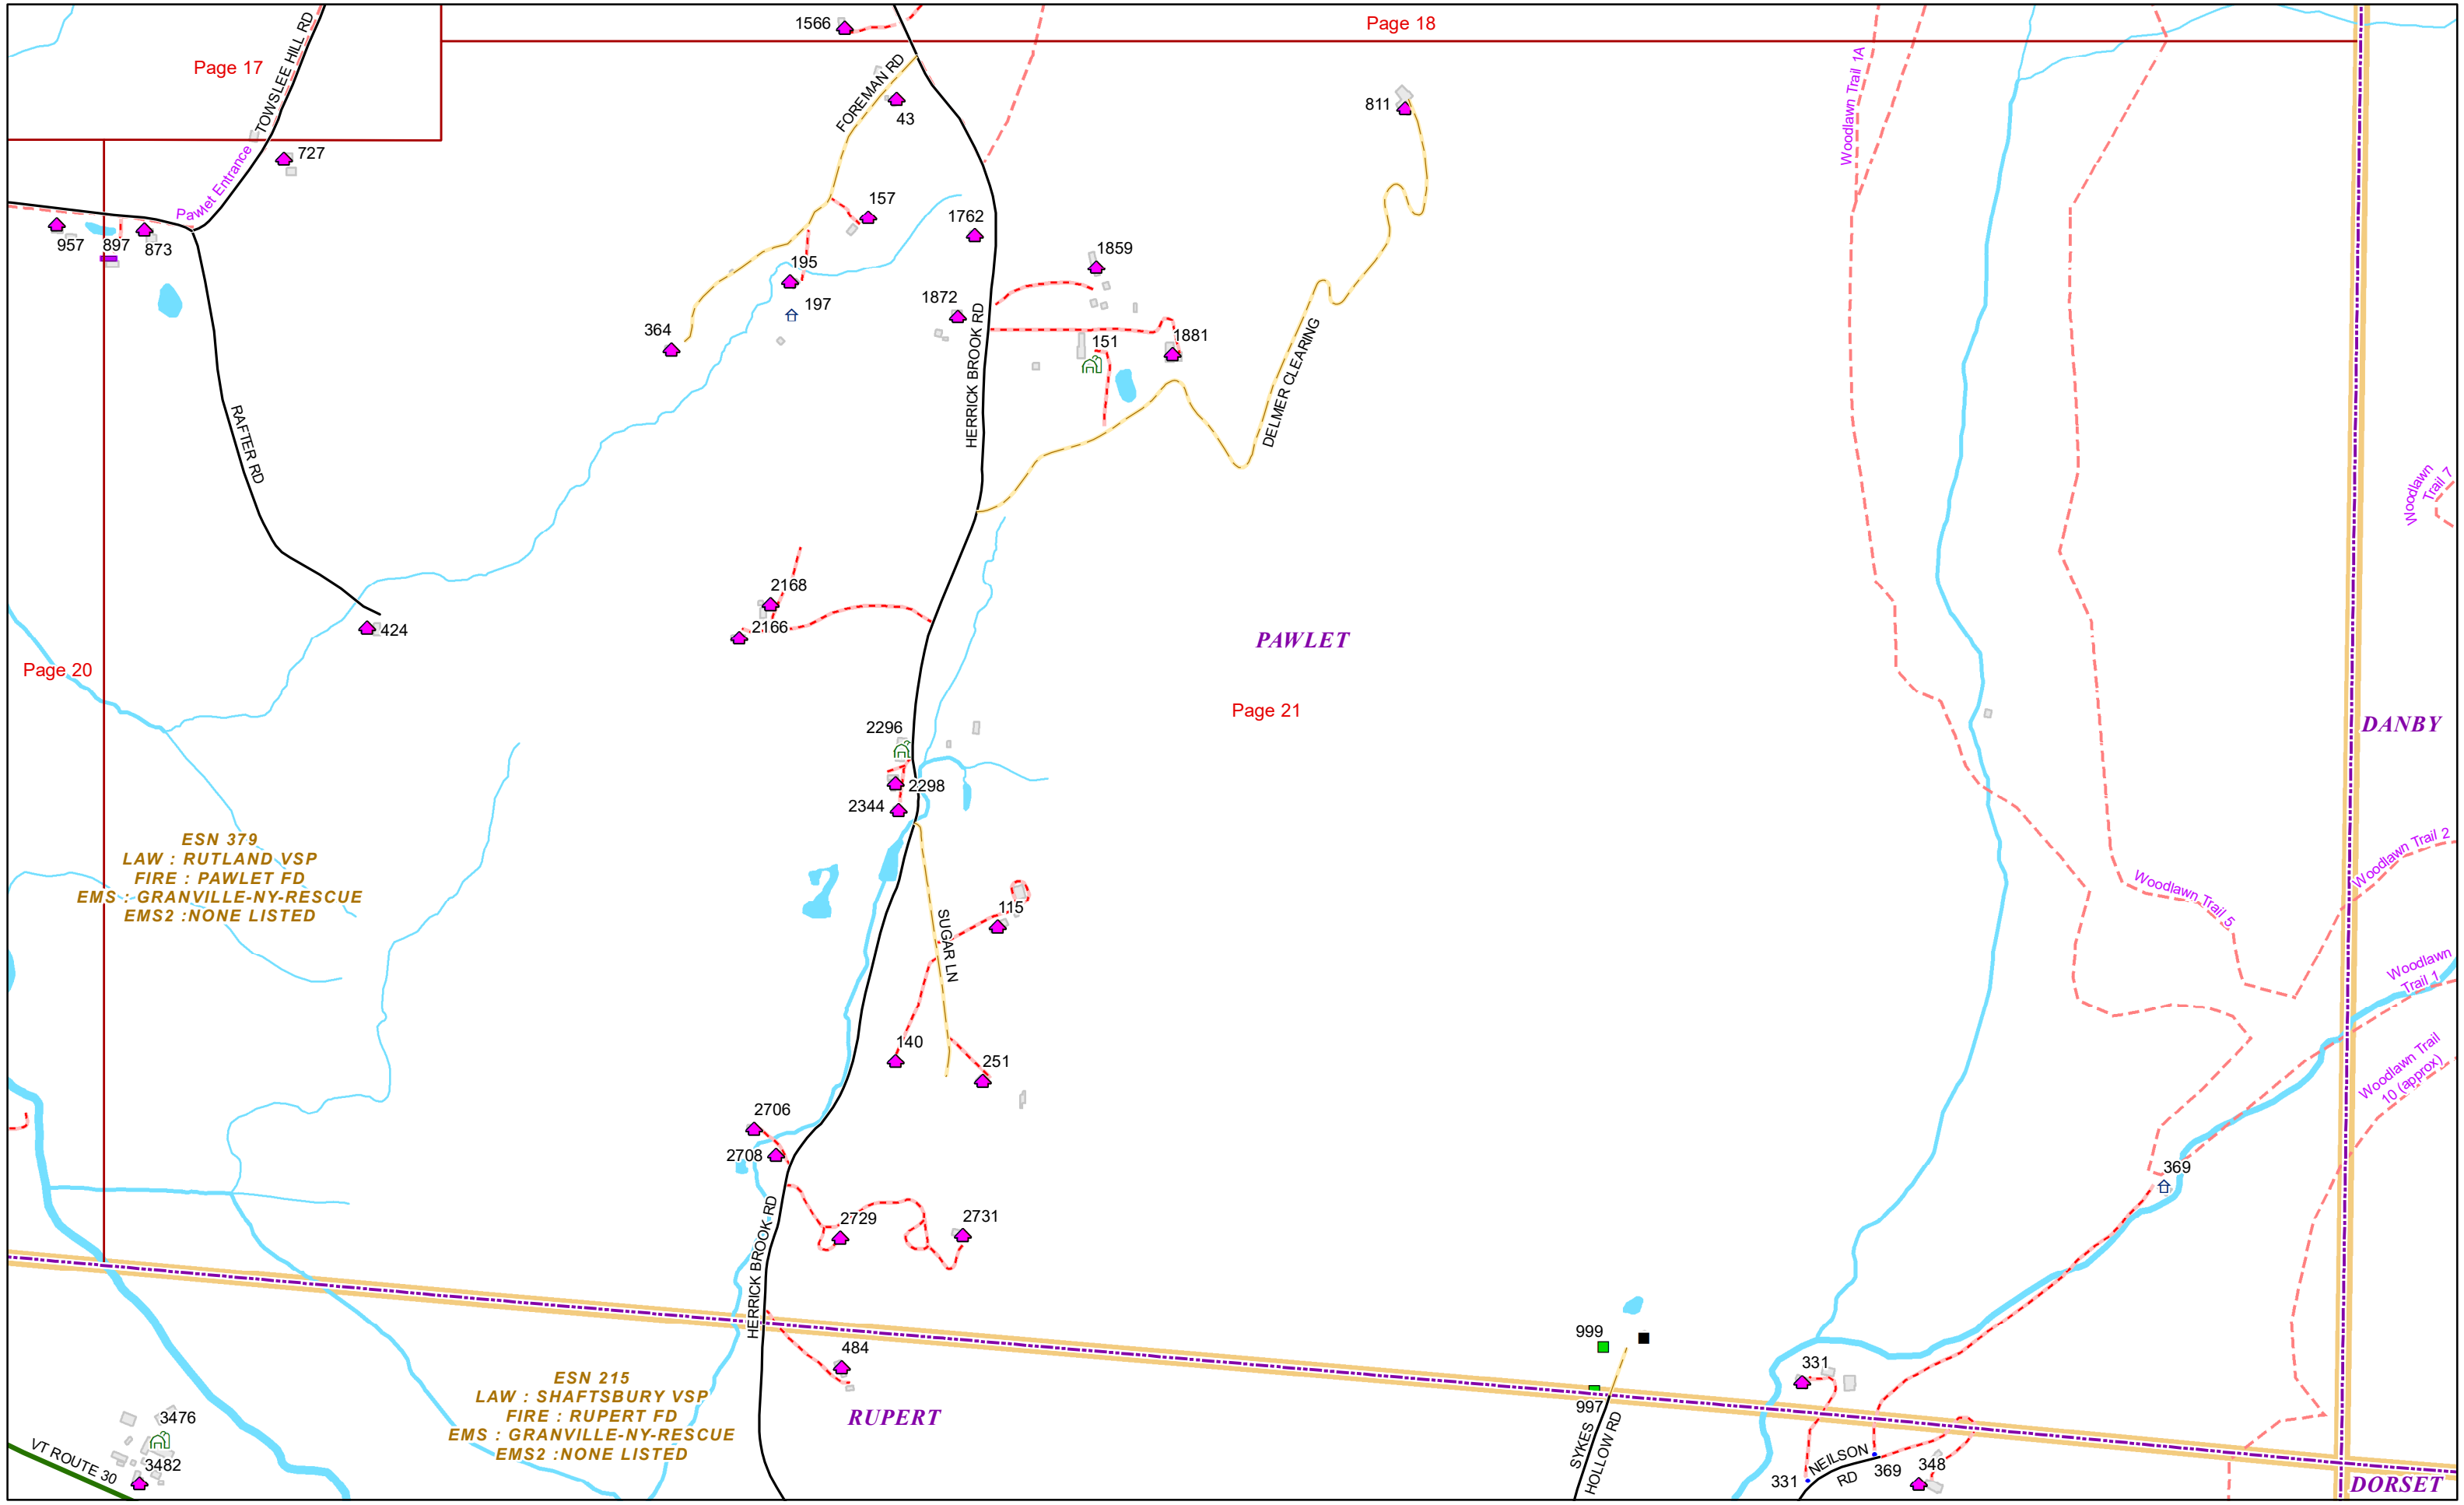 1566
Page 18
Page 17
TOWSLEE HILL RD
FOREMAN RD
43
811
Woodlawn Trail 1A
727
Pawlet Entrance
157
957
897
873
1762
195
197
1859
1872
364
HERRICK BROOK RD
151
1881
DELMER CLEARING
RAFTER RD
Woodlawn
Trail 7
2168
2166
424
PAWLET
Page 20
Page 21
DANBY
2296
2298
2344
ESN 379
LAW : RUTLAND VSP
FIRE : PAWLET FD
EMS : GRANVILLE-NY-RESCUE
EMS2 :NONE LISTED
Woodlawn Trail 2
Woodlawn Trail 5
115
SUGAR LN
Woodlawn
Trail 1
140
251
Woodlawn Trail
10 (approx)
2706
2708
369
2729
2731
HERRICK BROOK RD
999
484
331
997
ESN 215
LAW : SHAFTSBURY VSP
FIRE : RUPERT FD
EMS : GRANVILLE-NY-RESCUE
EMS2 :NONE LISTED
RUPERT
SYKES
HOLLOW RD
3476
3482
VT ROUTE 30
NEILSON
RD
331
369
348
DORSET